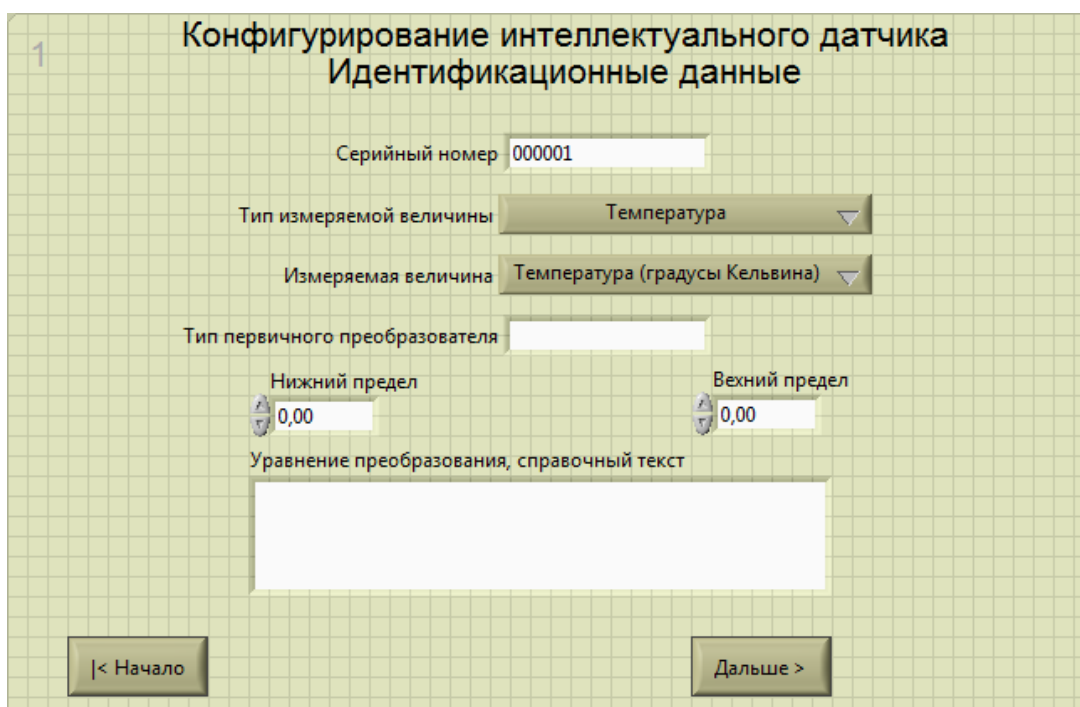 1
Конфигурирование интеллектуального датчика
Идентификационные данные
Серийный номер 000001
Тип измеряемой величины Температура
Измеряемая величина Температура (градусы Кельвина)
Тип первичного преобразователя
Нижний предел Вехний предел
0,00 0,00
Уравнение преобразования, справочный текст
|< Начало Дальше >